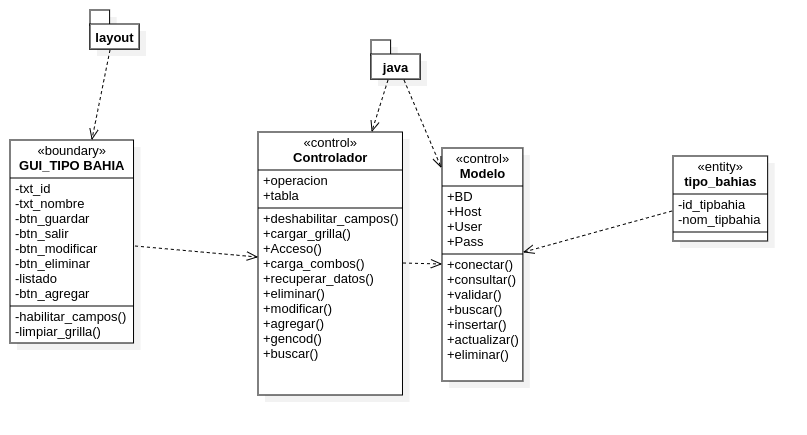 layout
java
«boundary»
GUI_TIPO BAHIA
-txt_id
-txt_nombre
-btn_guardar
-btn_salir
-btn_modificar
-btn_eliminar
-listado
-btn_agregar
-habilitar_campos()
-limpiar_grilla()
«control»
Controlador
+operacion
+tabla
+deshabilitar_campos()
+cargar_grilla()
+Acceso()
+carga_combos()
+recuperar_datos()
+eliminar()
+modificar()
+agregar()
+gencod()
+buscar()
«control»
Modelo
+BD
+Host
+User
+Pass
+conectar()
+consultar()
+validar()
+buscar()
+insertar()
+actualizar()
+eliminar()
«entity»
tipo_bahias
-id_tipbahia
-nom_tipbahia